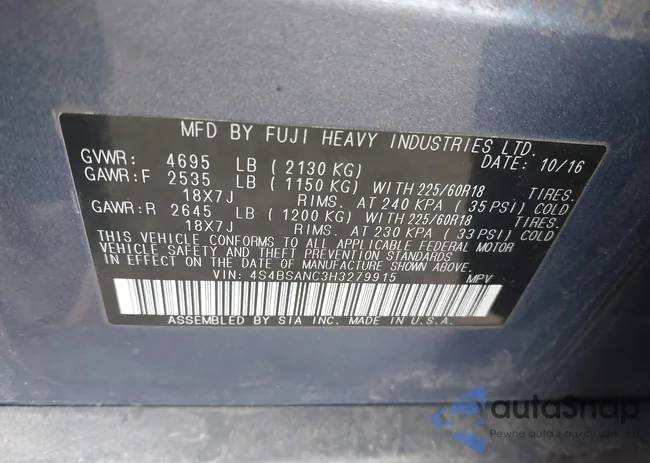 MFD BY FUJI HEAVY INDUSTRIES LTD.
GVWR: 4695 LB ( 2130 KG) DATE: 10/16
GAWR:F 2535 LB ( 1150 KG) WITH 225/60R18 TIRES.
18X7J RIMS. AT 240 KPA ( 35 PSI) COLD
GAWR:R 2645 LB ( 1200 KG) WITH 225/60R18 TIRES.
18X7J RIMS. AT 230 KPA ( 33 PSI) COLD
THIS VEHICLE CONFORMS TO ALL APPLICABLE FEDERAL MOTOR
VEHICLE SAFETY AND THEFT PREVENTION STANDARDS
IN EFFECT ON THE DATE OF MANUFACTURE SHOWN ABOVE.
VIN: 4S4BSANC3H3279915 MPV
ASSEMBLED BY SIA INC. MADE IN U.S.A.
autaSnap
Pewne auta z aukcji